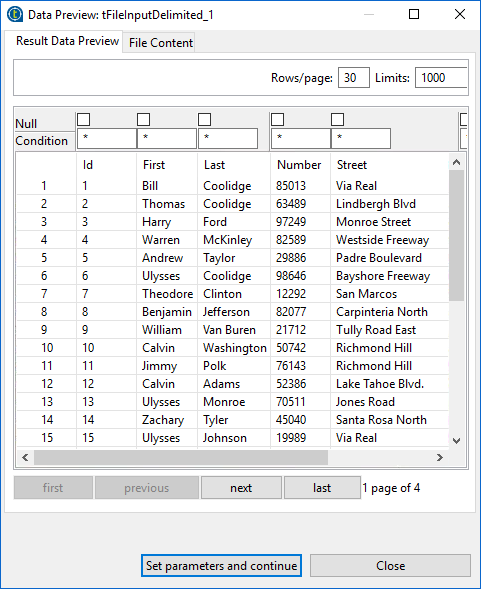 Data Preview: tFileInputDelimited_1
Result Data Preview File Content
Rows/page: 30 Limits: 1000
Null
Condition * * * * *
Id First Last Number Street
1 1 Bill Coolidge 85013 Via Real
2 2 Thomas Coolidge 63489 Lindbergh Blvd
3 3 Harry Ford 97249 Monroe Street
4 4 Warren McKinley 82589 Westside Freeway
5 5 Andrew Taylor 29886 Padre Boulevard
6 6 Ulysses Coolidge 98646 Bayshore Freeway
7 7 Theodore Clinton 12292 San Marcos
8 8 Benjamin Jefferson 82077 Carpinteria North
9 9 William Van Buren 21712 Tully Road East
10 10 Calvin Washington 50742 Richmond Hill
11 11 Jimmy Polk 76143 Richmond Hill
12 12 Calvin Adams 52386 Lake Tahoe Blvd.
13 13 Ulysses Monroe 70511 Jones Road
14 14 Zachary Tyler 45040 Santa Rosa North
15 15 Ulysses Johnson 19989 Via Real
first previous next last 1 page of 4
Set parameters and continue Close